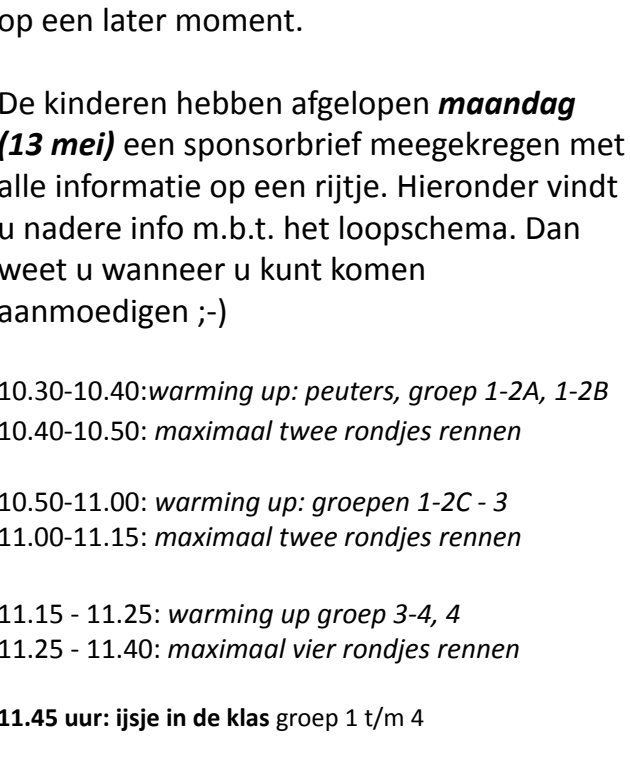 op een later moment.
De kinderen hebben afgelopen maandag
(13 mei) een sponsorbrief meegekregen met
alle informatie op een rijtje. Hieronder vindt
u nadere info m.b.t. het loopschema. Dan
weet u wanneer u kunt komen
aanmoedigen ;-)
10.30-10.40:warming up: peuters, groep 1-2A, 1-2B
10.40-10.50: maximaal twee rondjes rennen
10.50-11.00: warming up: groepen 1-2C - 3
11.00-11.15: maximaal twee rondjes rennen
11.15 - 11.25: warming up groep 3-4, 4
11.25 - 11.40: maximaal vier rondjes rennen
11.45 uur: ijsje in de klas groep 1 t/m 4